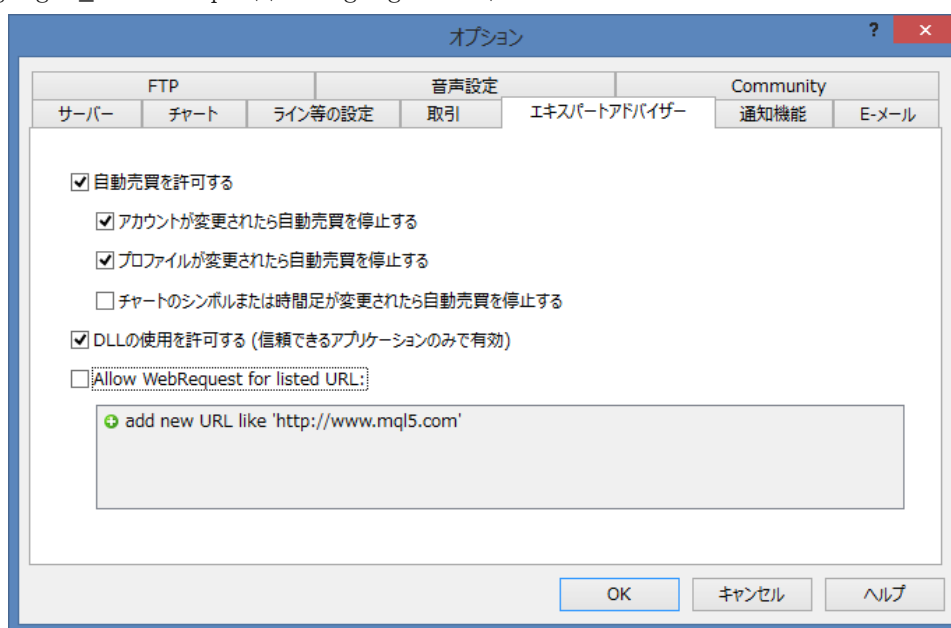 オプション
? ×
FTP 音声設定 Community
サーバー チャート ライン等の設定 取引 エキスパートアドバイザー 通知機能 E-メール
自動売買を許可する
アカウントが変更されたら自動売買を停止する
プロファイルが変更されたら自動売買を停止する
チャートのシンボルまたは時間足が変更されたら自動売買を停止する
DLLの使用を許可する (信頼できるアプリケーションのみで有効)
Allow WebRequest for listed URL:
add new URL like 'http://www.mql5.com'
OK キャンセル ヘルプ